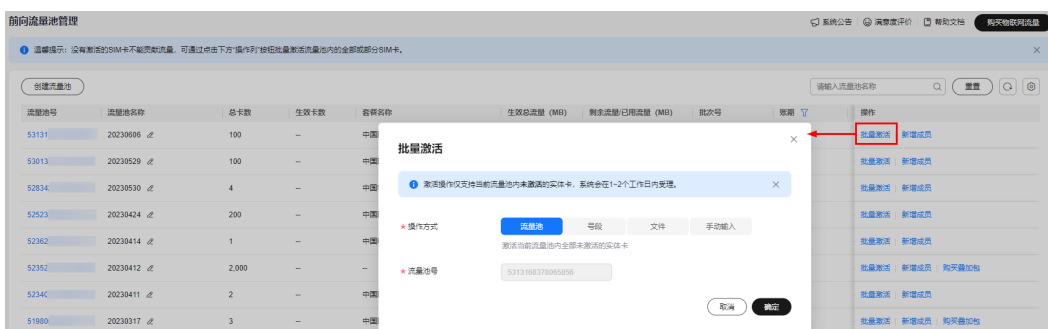 前向流量池管理 系统公告 满意度评价 帮助文档 购买物联网流量
温馨提示：没有激活的SIM卡不能贡献流量，可通过点击下方“操作列”按钮批量激活流量池内的全部或部分SIM卡。
创建流量池 请输入流量池名称 重置
流量池号 流量池名称 总卡数 生效卡数 套餐名称 生效总流量 (MB) 剩余流量/已用流量 (MB) 批次号 账期 操作
53131 20230606 100 -- 中国 批量激活 新增成员
53013 20230529 100 -- 中国 批量激活 新增成员
52834 20230530 4 -- 中国 批量激活 新增成员
52523 20230424 200 -- 中国 批量激活 新增成员
52362 20230414 1 -- 中国 批量激活 新增成员
52352 20230412 2,000 -- -- 批量激活 新增成员 购买叠加包
5234 20230411 2 -- 中国 批量激活 新增成员
51980 20230317 3 -- 中国 批量激活 新增成员 购买叠加包
批量激活
激活操作仅支持当前流量池内未激活的实体卡，系统会在1~2个工作日内受理。
* 操作方式 流量池 号段 文件 手动输入
激活当前流量池内全部未激活的实体卡
* 流量池号 5313168378065856
取消 确定